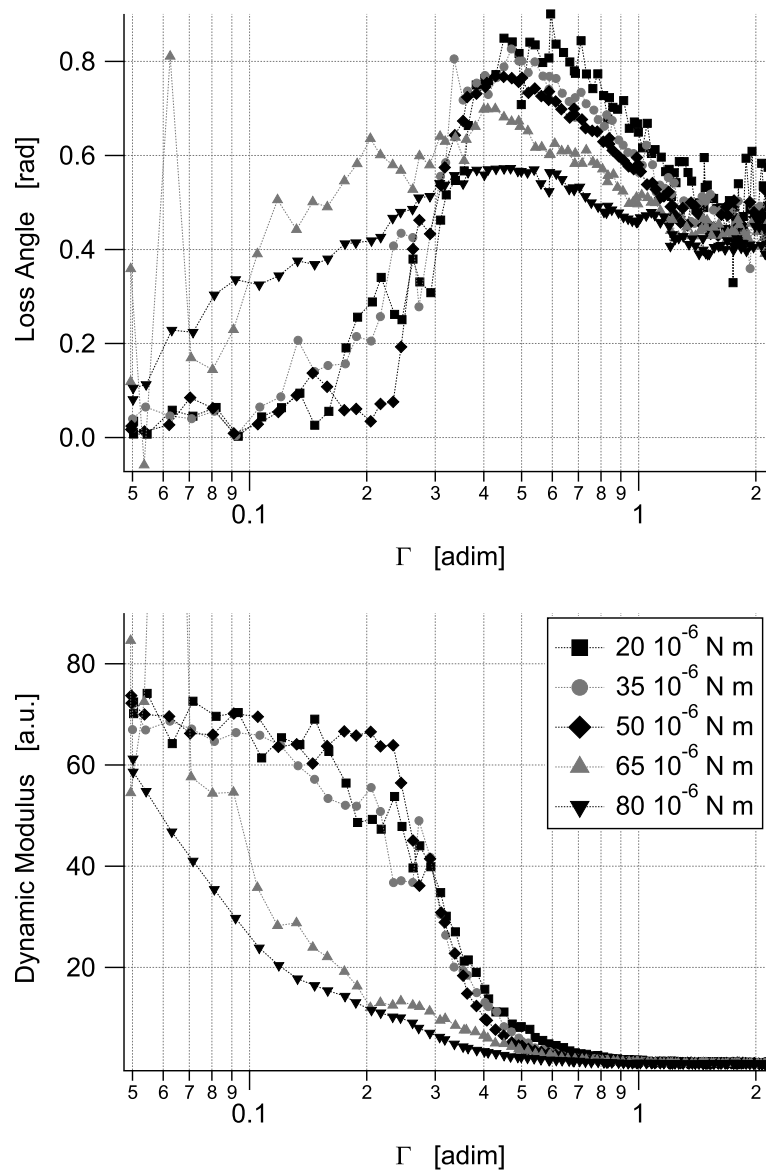 Loss Angle [rad]
0.8
0.6
0.4
0.2
0.0
5 6 7 8 9 2 3 4 5 6 7 8 9 2
0.1 1
Γ [adim]
Dynamic Modulus [a.u.]
80
60
40
20
20 10⁻⁶ N m
35 10⁻⁶ N m
50 10⁻⁶ N m
65 10⁻⁶ N m
80 10⁻⁶ N m
5 6 7 8 9 2 3 4 5 6 7 8 9 2
0.1 1
Γ [adim]